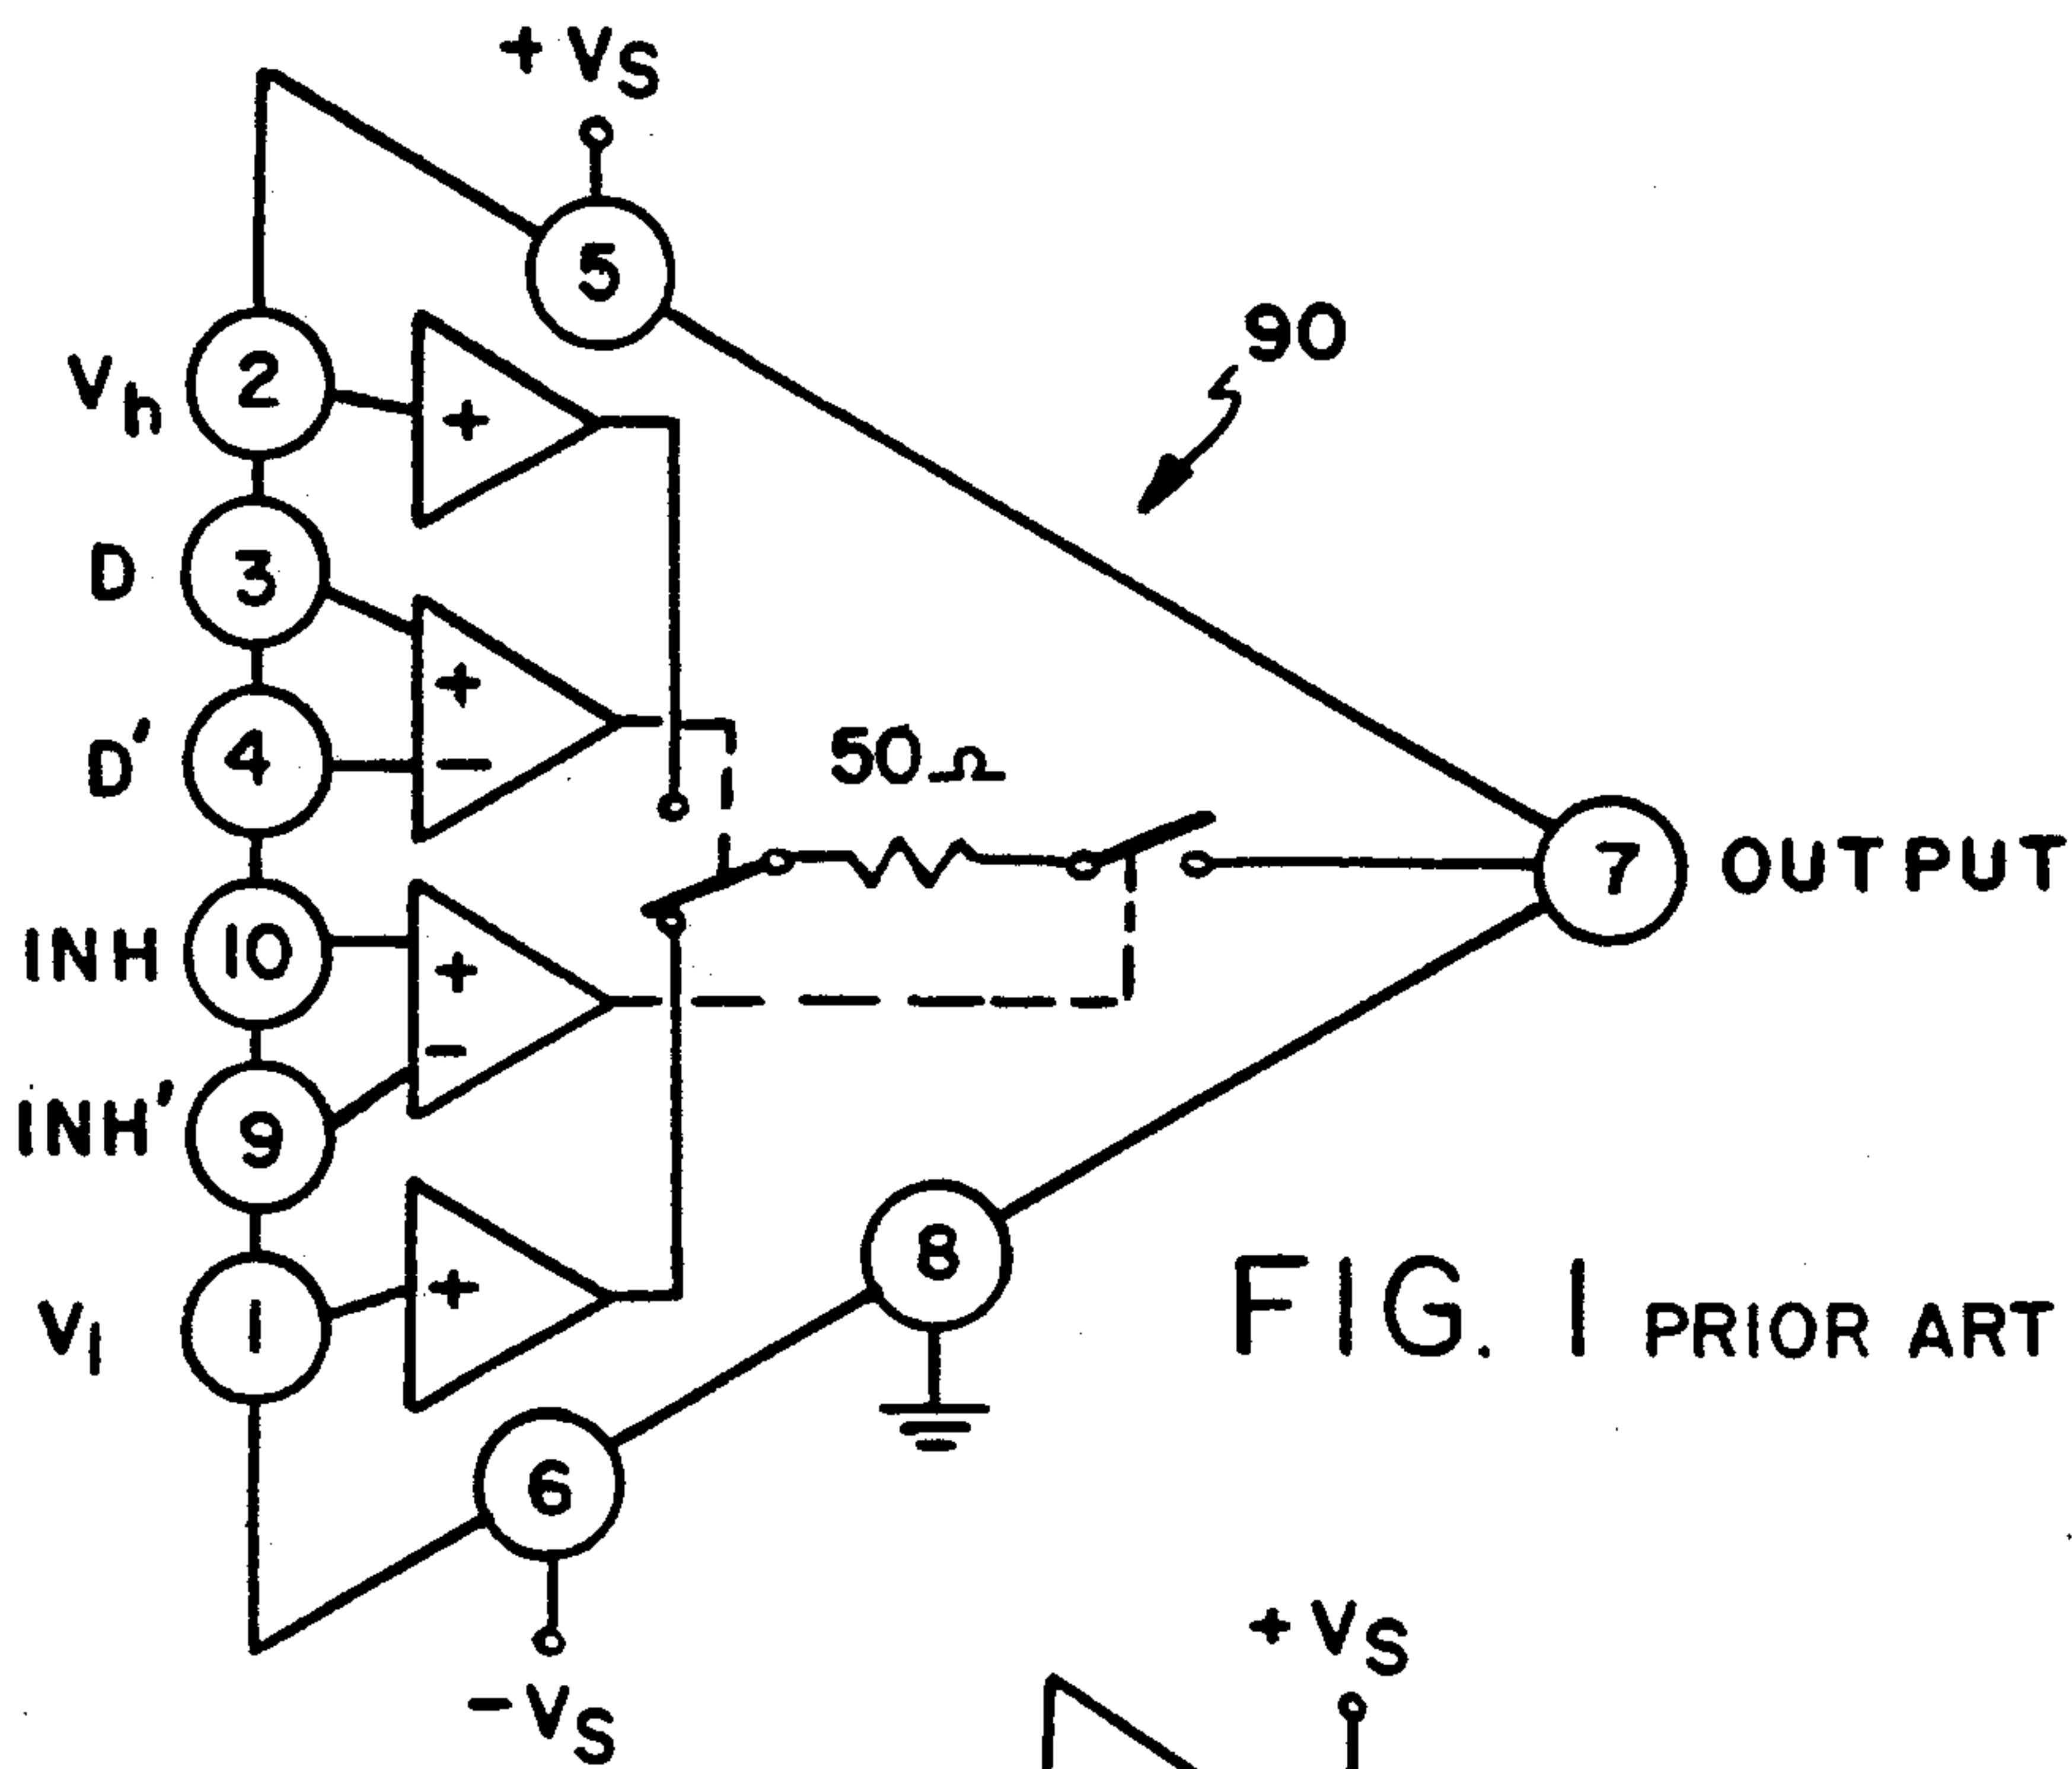 +VS
5
90
Vh
2
+
D
3
+
D'
4
−
50Ω
7
OUTPUT
INH
10
+
INH'
9
−
Vl
1
+
8
FIG. 1 PRIOR ART
6
−VS
+VS